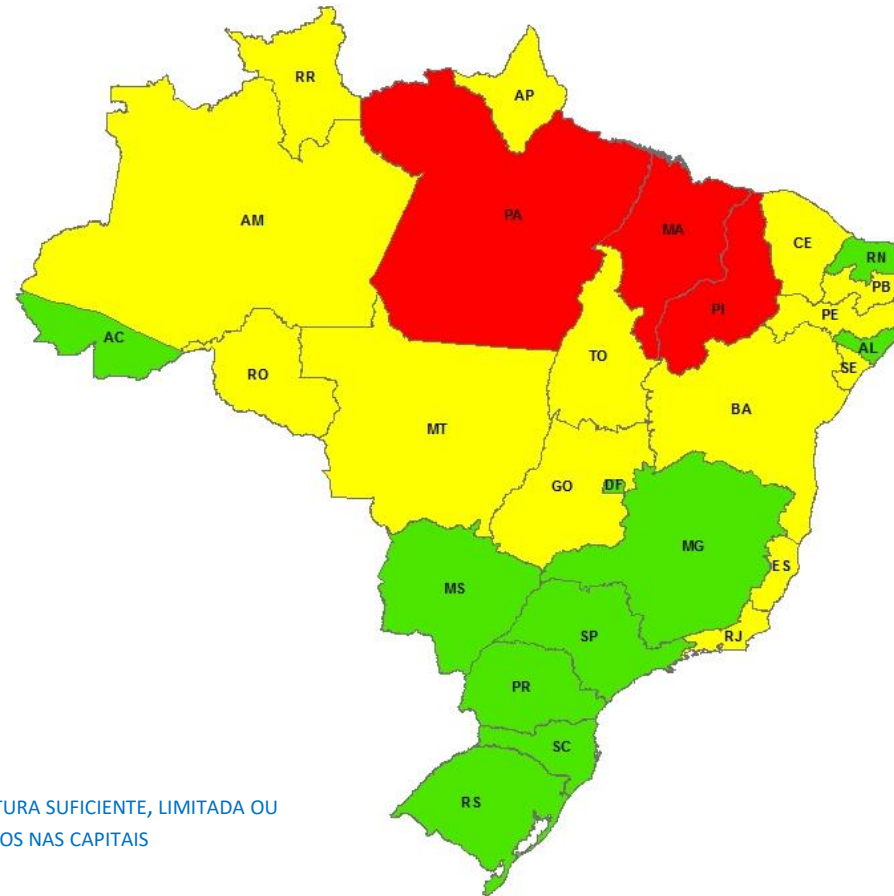 RR
AP
AM
PA
MA
CE
RN
PB
PI
PE
AC
AL
TO
SE
RO
BA
MT
GO
DF
MG
ES
MS
SP
RJ
PR
SC
RS
TURA SUFICIENTE, LIMITADA OU
OS NAS CAPITAIS